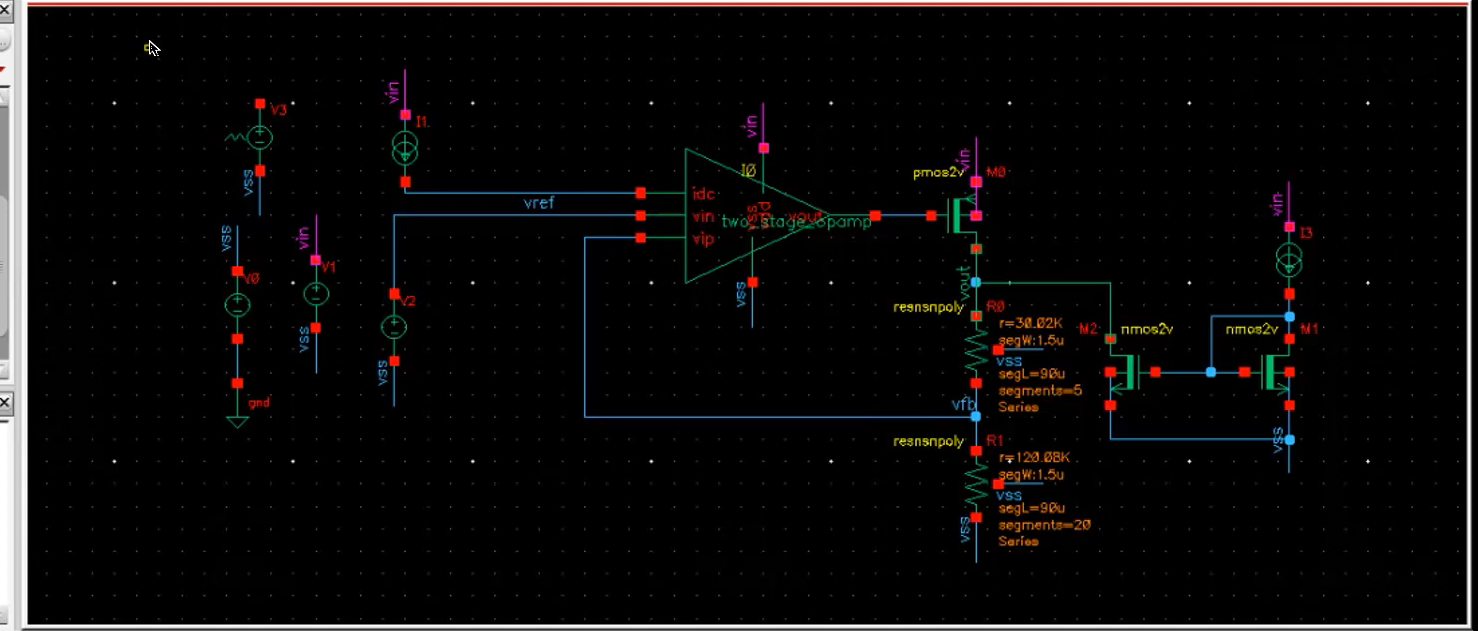 vin
V3
I1
vin
vss
I0
vin
pmos2v
M0
vref
idc
vin
vip
vss
vdd
vout
two_stage_opamp
vss
V0
vin
V1
vss
V2
vss
gnd
vss
vin
I3
vout
resnsnpoly
R0
r=30.02K
segW:1.5u
vss
segL=90u
segments=5
Series
M2
nmos2v
nmos2v
M1
vfb
resnsnpoly
R1
r=120.08K
segW:1.5u
vss
segL=90u
segments=20
Series
vss
vss